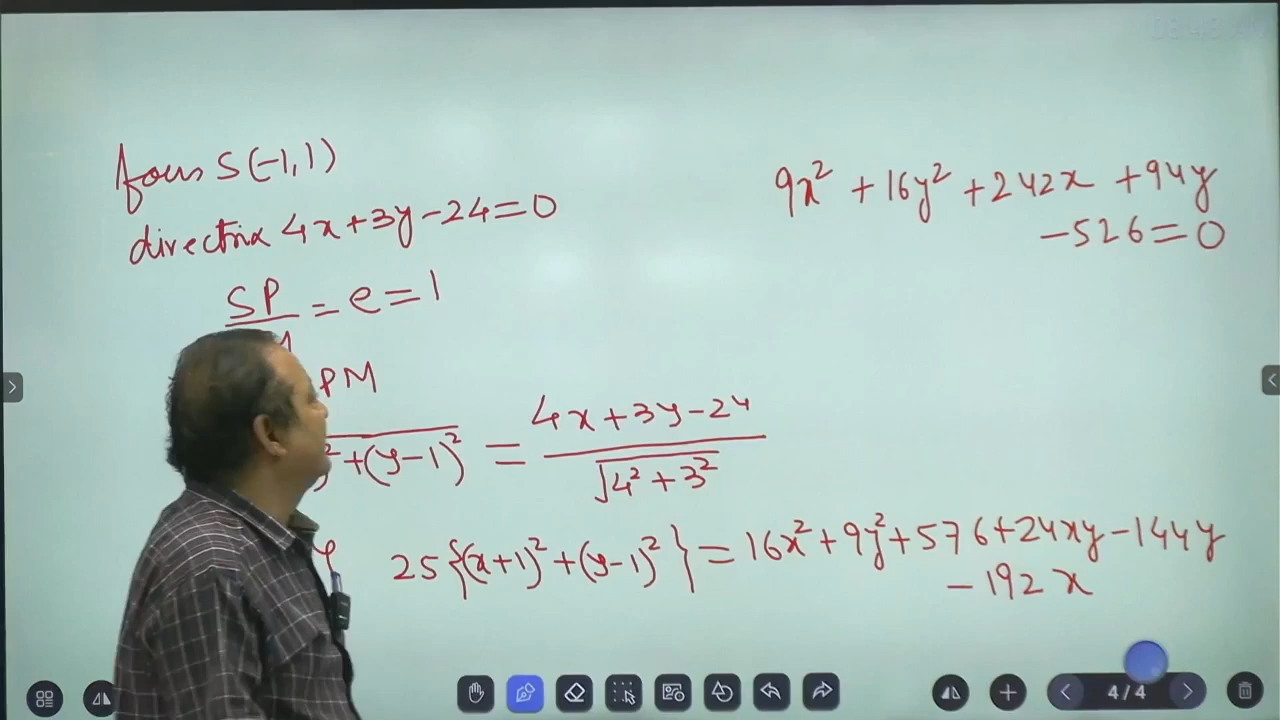 focus S(-1,1)
directrix 4x+3y-24=0
SP/ = e = 1
PM
² +(y-1)² = 4x+3y-24 / √4²+3²
25{(x+1)²+(y-1)²} = 16x²+9y²+576+24xy-144y
-192x
9x² +16y² +242x +94y
-526=0
4/4